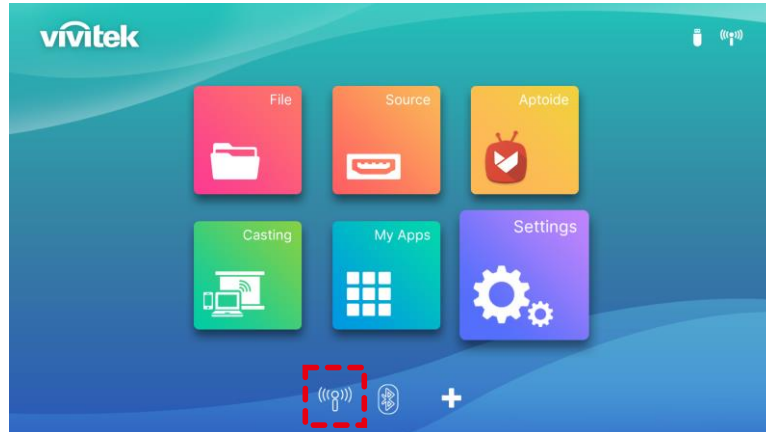 vivitek
File
Source
Aptoide
Casting
My Apps
Settings